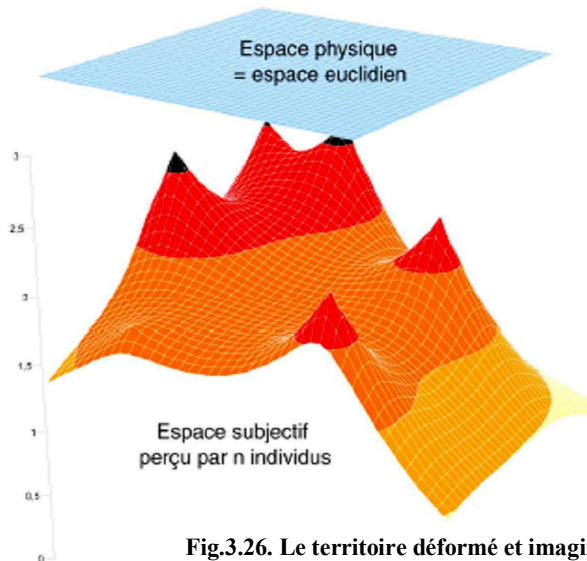 Espace physique
= espace euclidien
3
2,5
2
1,5
1
0,5
0
Espace subjectif
perçu par n individus
Fig.3.26. Le territoire déformé et imagi